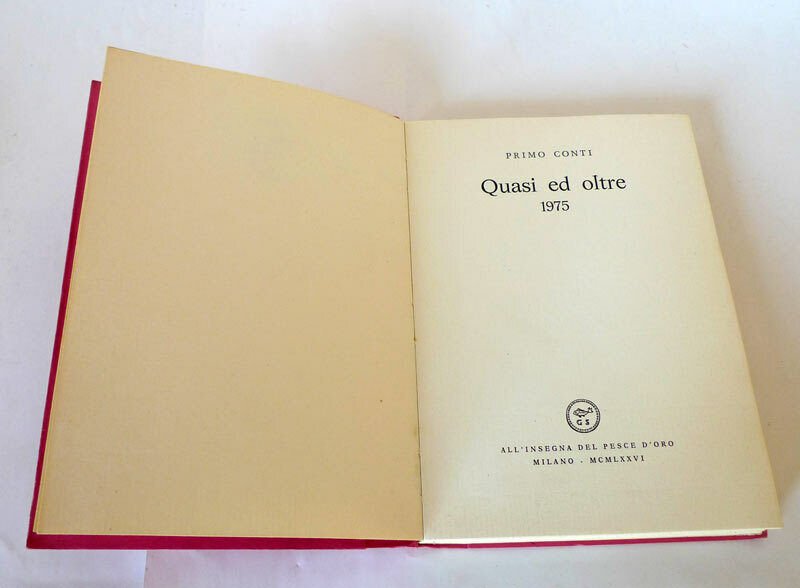 PRIMO CONTI
Quasi ed oltre
1975
G S
ALL'INSEGNA DEL PESCE D'ORO
MILANO · MCMLXXVI